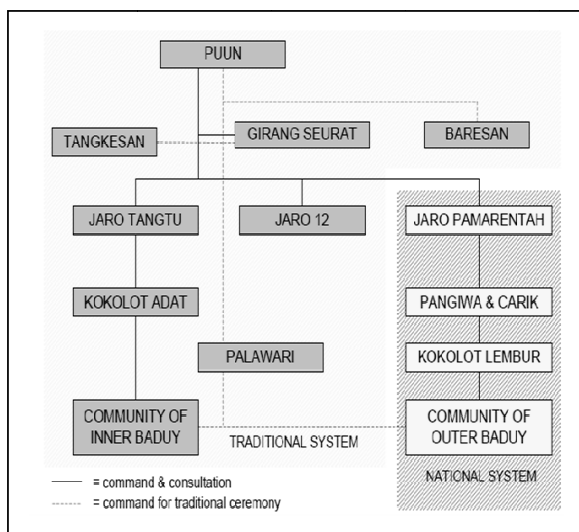 PUUN
TANGKESAN
GIRANG SEURAT
BARESAN
JARO TANGTU
JARO 12
JARO PAMARENTAH
KOKOLOT ADAT
PANGIWA & CARIK
PALAWARI
KOKOLOT LEMBUR
COMMUNITY OF
INNER BADUY
TRADITIONAL SYSTEM
COMMUNITY OF
OUTER BADUY
NATIONAL SYSTEM
= command & consultation
= command for traditional ceremony